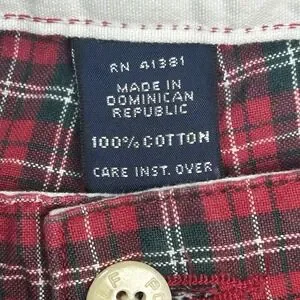 RN 41381
MADE IN
DOMINICAN
REPUBLIC
100% COTTON
CARE INST. OVER